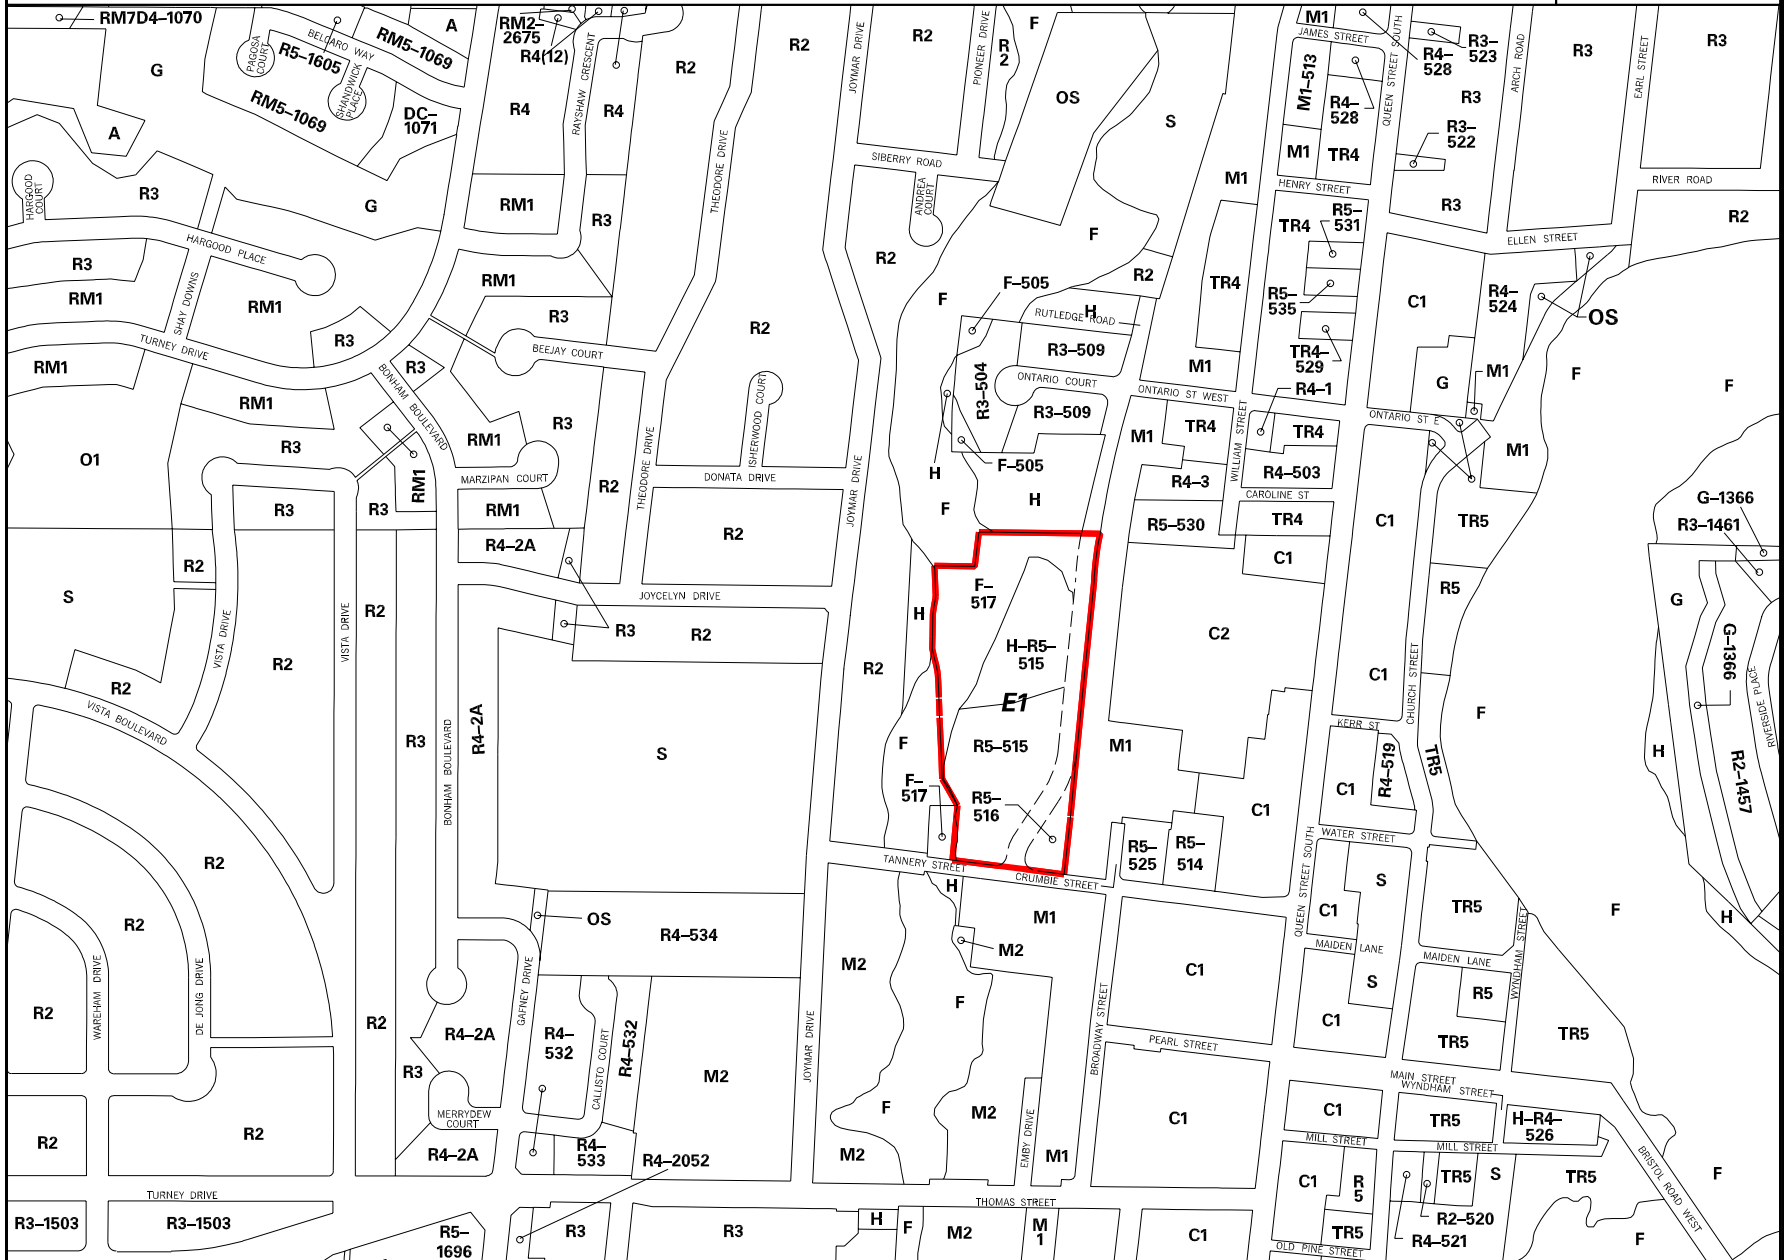 RM7D4–1070
PAGOSA COURT
BELGARO WAY
R5–1605
RM5–1069
A
RM2–
2675
R4(12)
RAYSHAW CRESCENT
R2
R2
JOYMAR DRIVE
R2
PIONEER DRIVE
R
2
F
M1
JAMES STREET
QUEEN STREET SOUTH
R4–
528
R3–
523
ARCH ROAD
R3
EARL STREET
R3
G
SHANDWICK PLACE
RM5–1069
DC–
1071
R4
R4
OS
S
M1–513
R4–
528
R3
R3–
522
A
THEODORE DRIVE
SIBERRY ROAD
M1
TR4
HENRY STREET
M1
RIVER ROAD
HARGOOD COURT
R3
G
RM1
R3
ANDREA COURT
R3
R2
HARGOOD PLACE
F
TR4
R5–
531
ELLEN STREET
R3
RM1
SHAY DOWNS
RM1
RM1
R3
R2
F
F–505
R2
H
RUTLEDGE ROAD
TR4
R5–
535
C1
R4–
524
OS
R3
TURNEY DRIVE
RM1
RM1
BEEJAY COURT
R3
BONHAM BOULEVARD
R2
R3–509
R3–504
ONTARIO COURT
R3–509
M1
TR4–
529
R4–1
G
M1
F
F
ONTARIO ST WEST
WILLIAM STREET
ONTARIO ST E
R3
RM1
R3
O1
RM1
MARZIPAN COURT
RM1
R3
R3
R2
THEODORE DRIVE
ISHERWOOD COURT
DONATA DRIVE
JOYMAR DRIVE
H
F–505
F
H
M1
TR4
TR4
R4–3
R4–503
CAROLINE ST
R5–530
TR4
C1
C1
M1
TR5
G–1366
R3–1461
R4–2A
R2
R2
S
R2
VISTA DRIVE
R2
VISTA DRIVE
R2
R3
JOYCELYN DRIVE
R2
H
F–
517
H–R5–
515
E1
R5–515
C2
R5
G
G–1366
R2
VISTA BOULEVARD
R3
BONHAM BOULEVARD
R4–2A
S
R2
F
F–
517
R5–
516
M1
C1
CHURCH STREET
KERR ST
TR5
R4–519
C1
F
H
R2–1457
RIVERSIDE PLACE
C1
R2
TANNERY STREET
CRUMBIE STREET
R5–
525
R5–
514
QUEEN STREET SOUTH
WATER STREET
S
R2
OS
R4–534
H
M1
M2
C1
MAIDEN LANE
S
C1
TR5
MAIDEN LANE
WYNDHAM STREET
F
H
R2
WAREHAM DRIVE
DE JONG DRIVE
R2
R4–2A
GAFNEY DRIVE
R4–
532
CALLISTO COURT
R4–532
M2
JOYMAR DRIVE
M2
F
C1
BROADWAY STREET
PEARL STREET
C1
R5
TR5
TR5
R3
MERRYDEW COURT
R4–2A
R4–
533
F
M2
M2
EMBY DRIVE
M1
C1
C1
MILL STREET
MAIN STREET
WYNDHAM STREET
TR5
H–R4–
526
MILL STREET
R2
R2
R4–2052
C1
R
5
TR5
TR5
S
TR5
F
BRISTOL ROAD WEST
TURNEY DRIVE
R3–1503
R3–1503
R5–
1696
R3
R3
THOMAS STREET
H
F
M2
M
1
C1
OLD PINE STREET
R2–520
R4–521
F